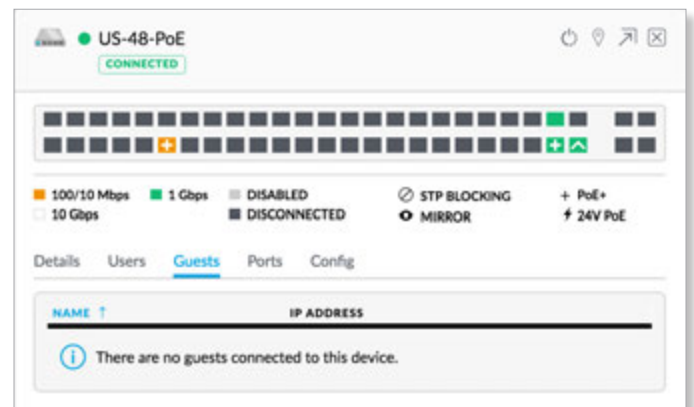 US-48-PoE
CONNECTED
100/10 Mbps 1 Gbps DISABLED STP BLOCKING + PoE+
10 Gbps DISCONNECTED MIRROR 24V PoE
Details Users Guests Ports Config
NAME ↑ IP ADDRESS
There are no guests connected to this device.